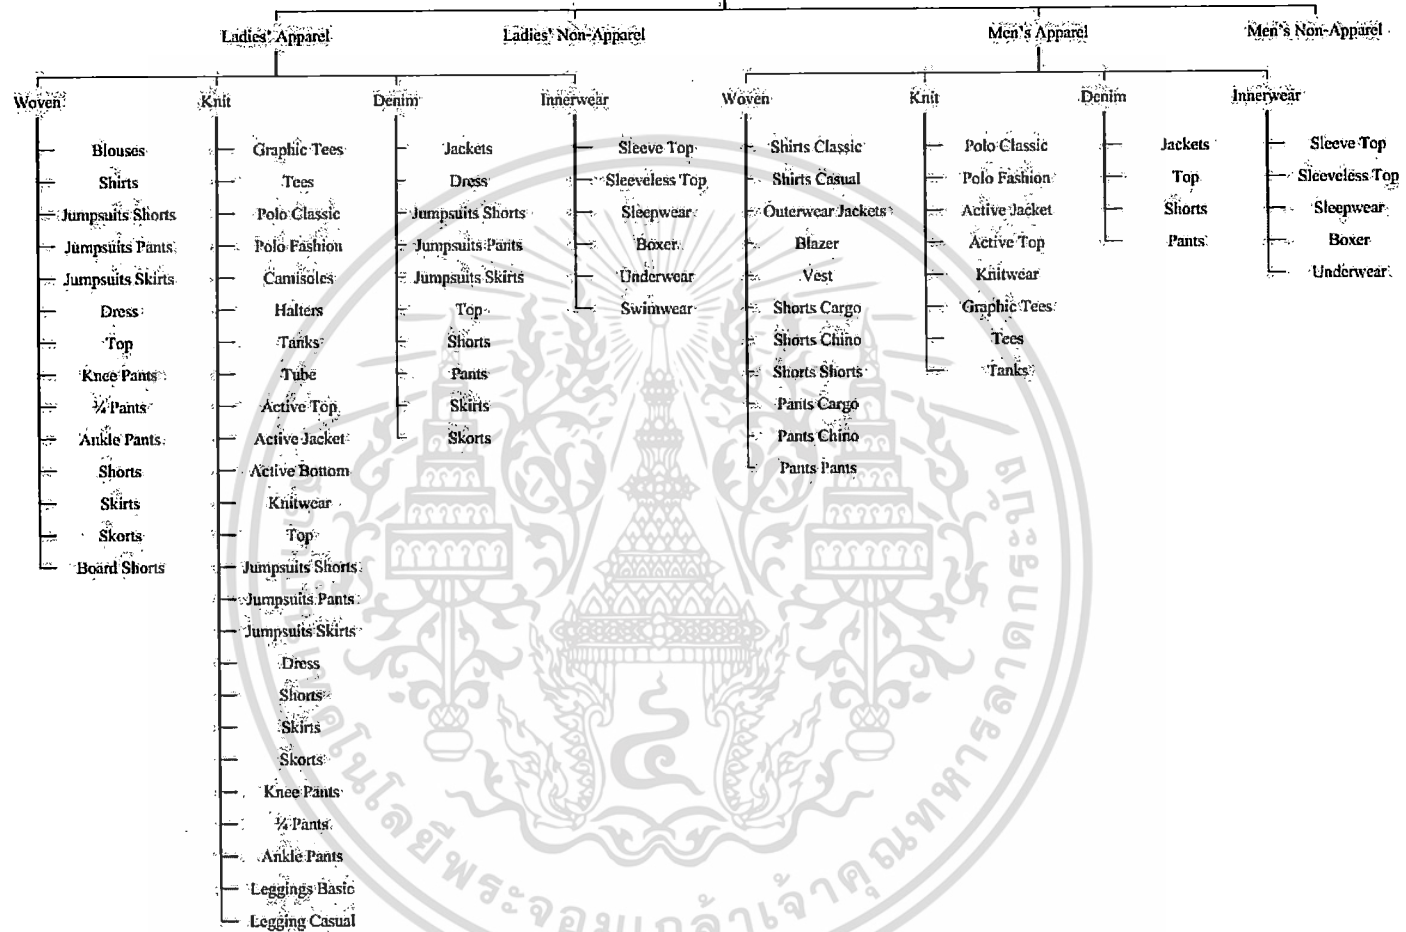 Ladies' Apparel
Ladies' Non-Apparel
Men's Apparel
Men's Non-Apparel
Woven
Knit
Denim
Innerwear
Woven
Knit
Denim
Innerwear
Blouses
Shirts
Jumpsuits Shorts
Jumpsuits Pants
Jumpsuits Skirts
Dress
Top
Knee Pants
¾ Pants
Ankle Pants
Shorts
Skirts
Skorts
Board Shorts
Graphic Tees
Tees
Polo Classic
Polo Fashion
Camisoles
Halters
Tanks
Tube
Active Top
Active Jacket
Active Bottom
Knitwear
Top
Jumpsuits Shorts
Jumpsuits Pants
Jumpsuits Skirts
Dress
Shorts
Skirts
Skorts
Knee Pants
¾ Pants
Ankle Pants
Leggings Basic
Legging Casual
Jackets
Dress
Jumpsuits Shorts
Jumpsuits Pants
Jumpsuits Skirts
Top
Shorts
Pants
Skirts
Skorts
Sleeve Top
Sleeveless Top
Sleepwear
Boxer
Underwear
Swimwear
Shirts Classic
Shirts Casual
Outerwear Jackets
Blazer
Vest
Shorts Cargo
Shorts Chino
Shorts Shorts
Pants Cargo
Pants Chino
Pants Pants
Polo Classic
Polo Fashion
Active Jacket
Active Top
Knitwear
Graphic Tees
Tees
Tanks
Jackets
Top
Shorts
Pants
Sleeve Top
Sleeveless Top
Sleepwear
Boxer
Underwear